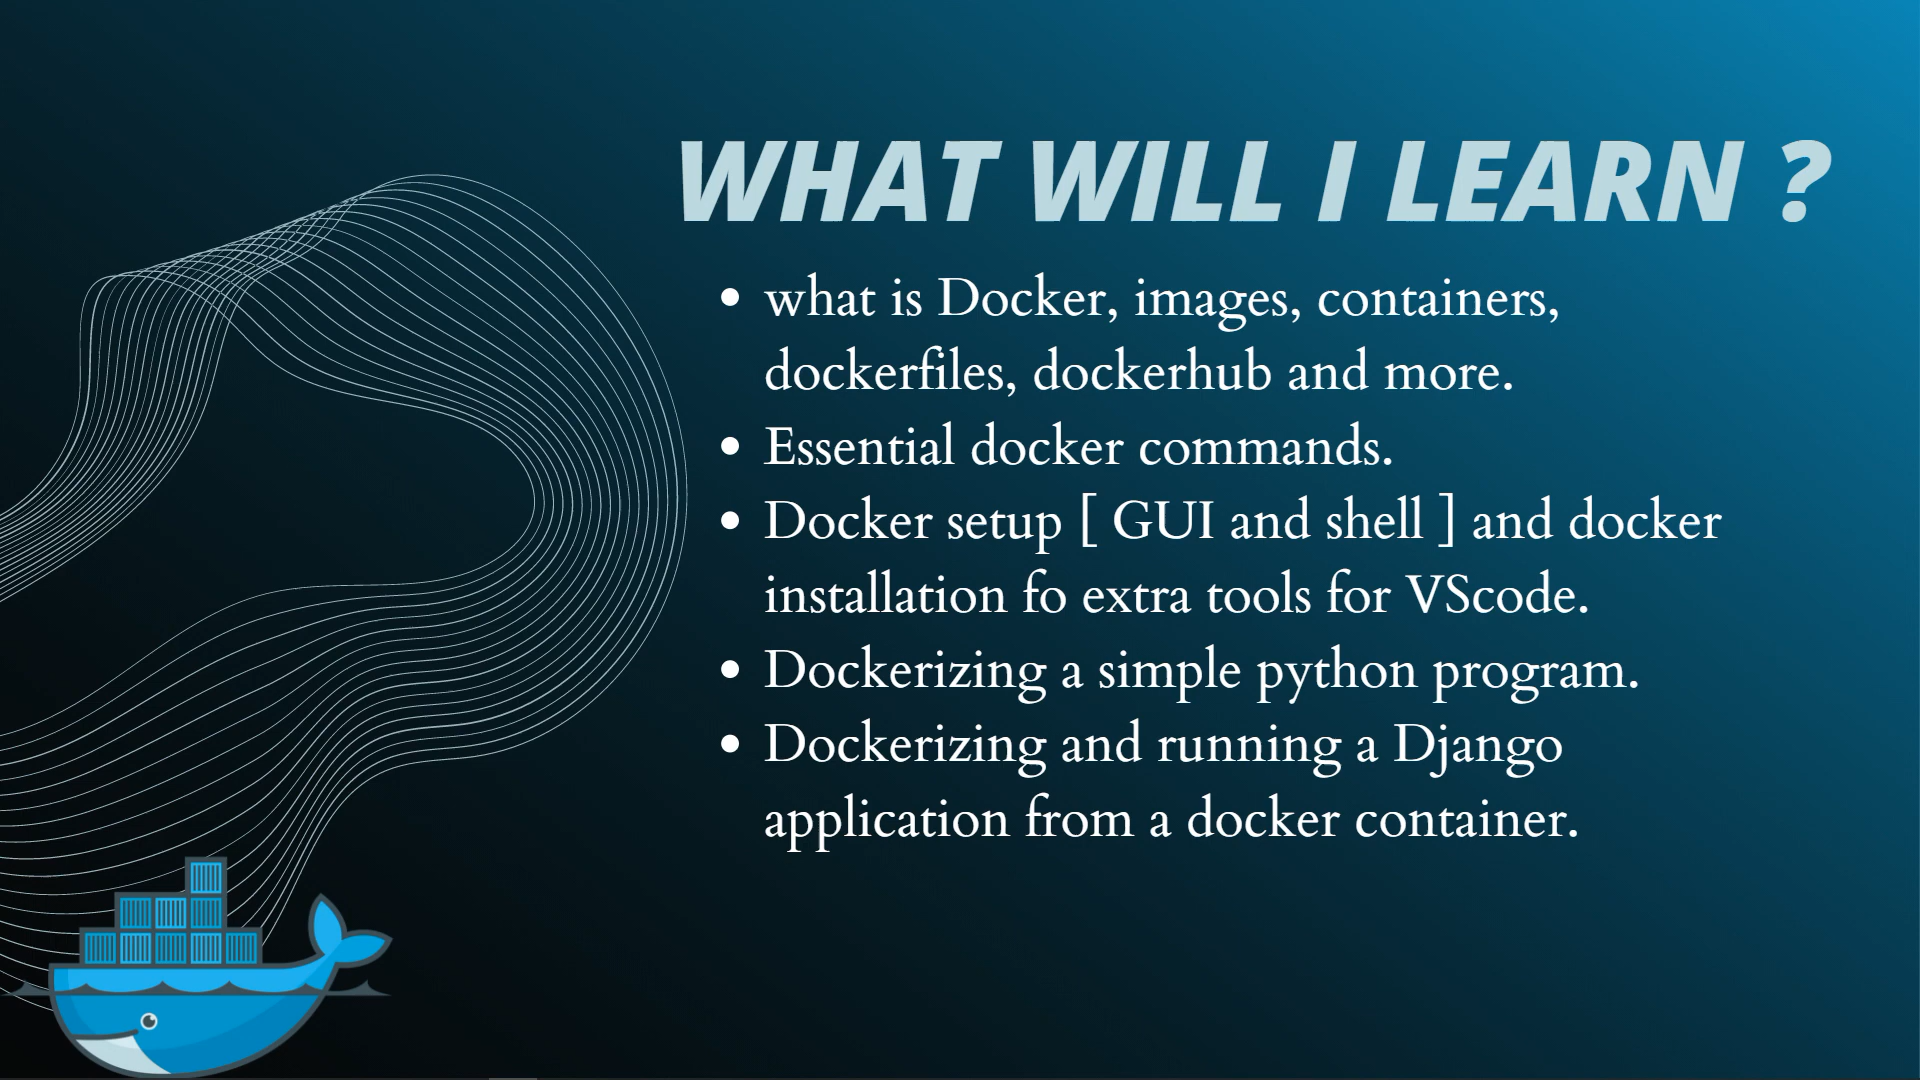 WHAT WILL I LEARN ?
• what is Docker, images, containers,
dockerfiles, dockerhub and more.
• Essential docker commands.
• Docker setup [ GUI and shell ] and docker
installation fo extra tools for VScode.
• Dockerizing a simple python program.
• Dockerizing and running a Django
application from a docker container.